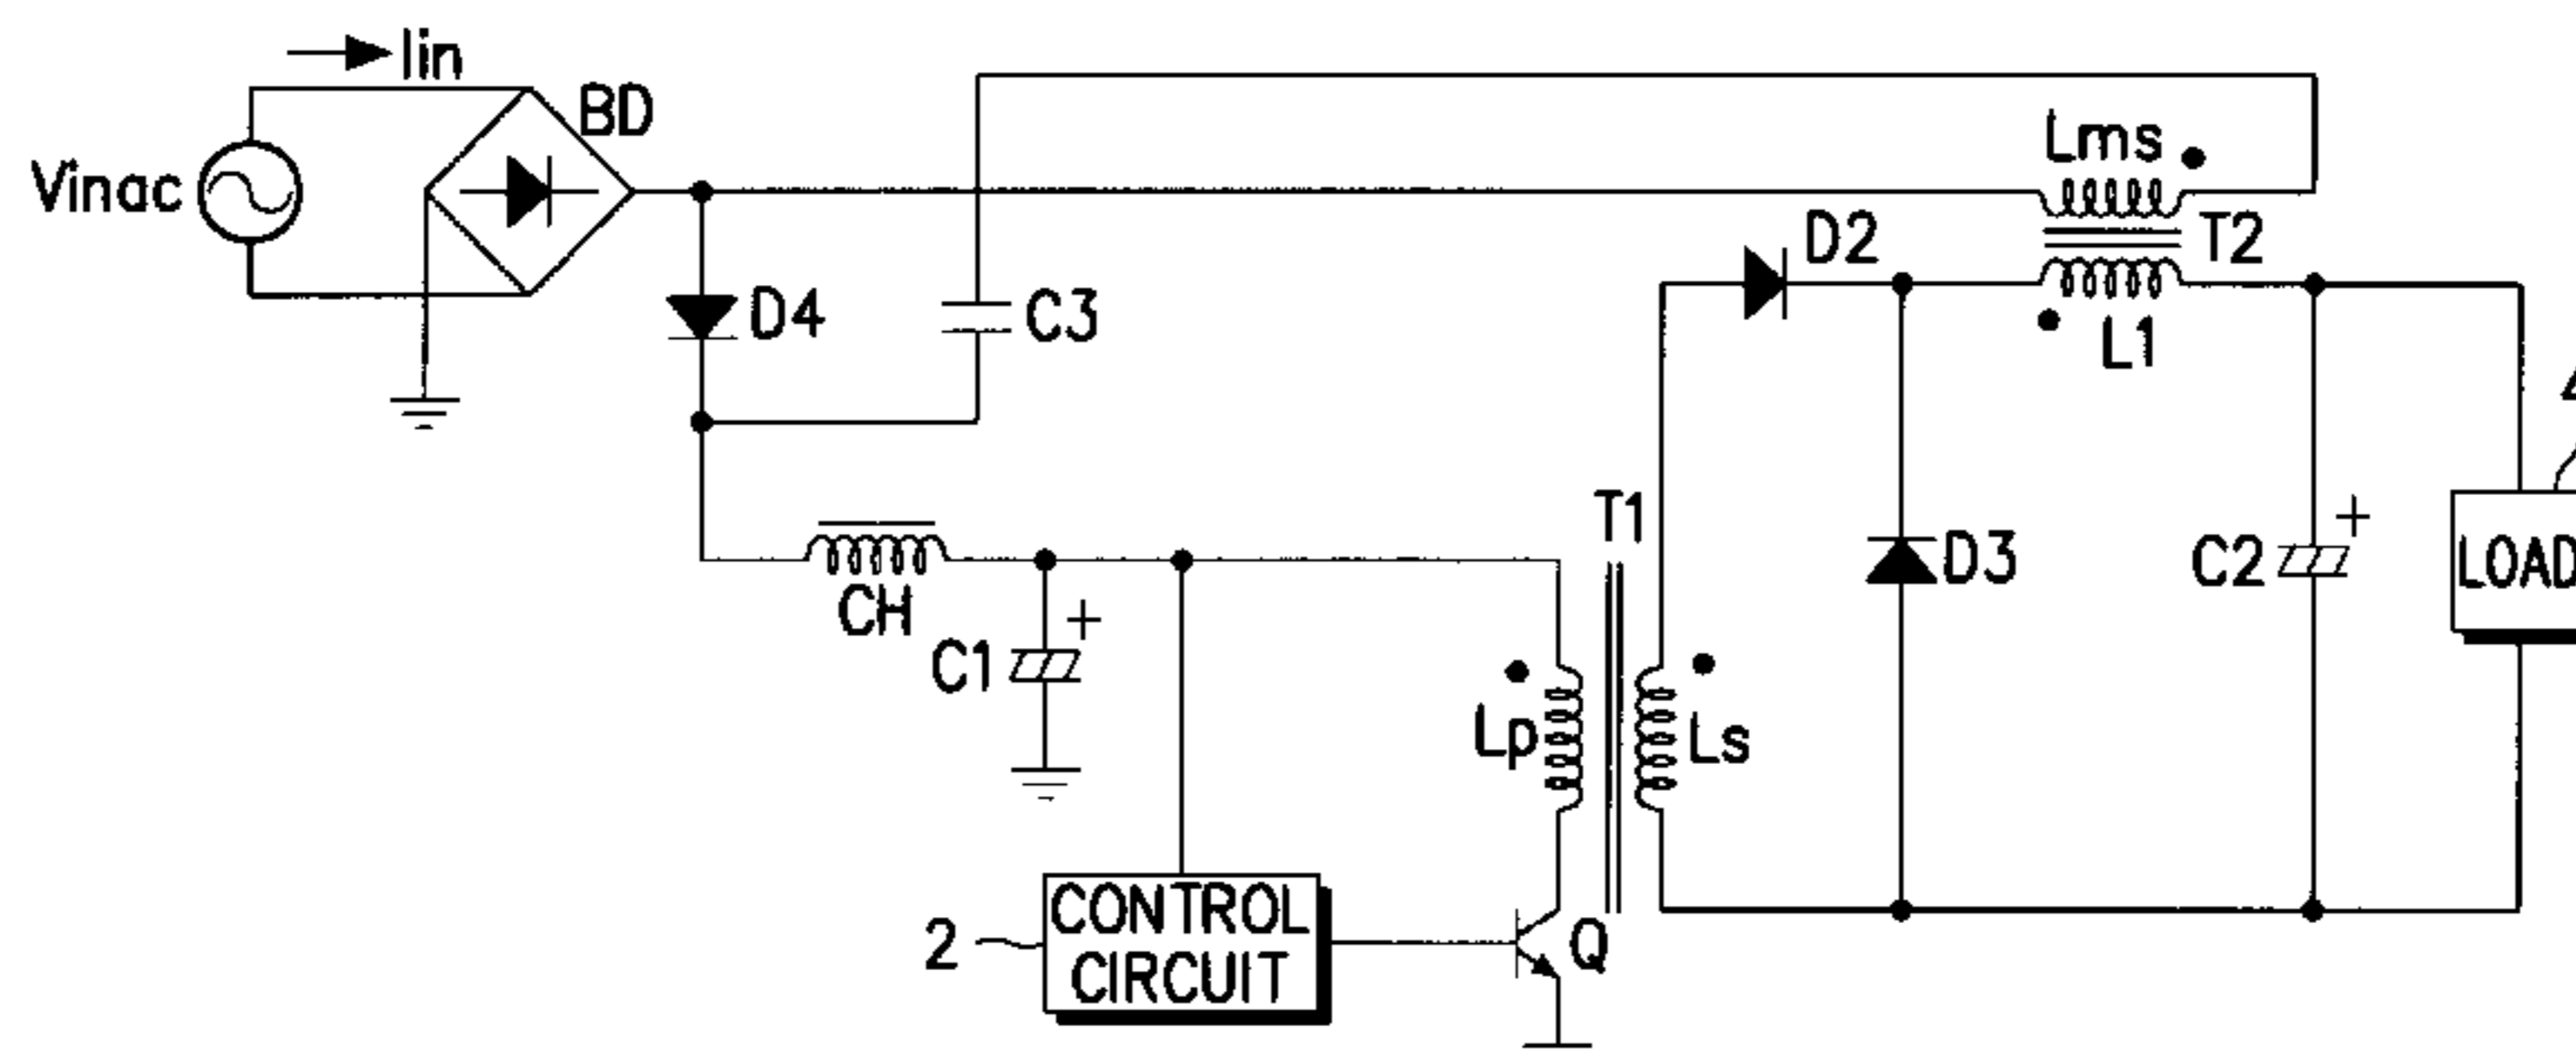 Iin
BD
Vinac
Lms
T2
D2
L1
D4
C3
T1
CH
C1
+
D3
C2
+
LOAD
Lp
Ls
2
CONTROL
CIRCUIT
Q